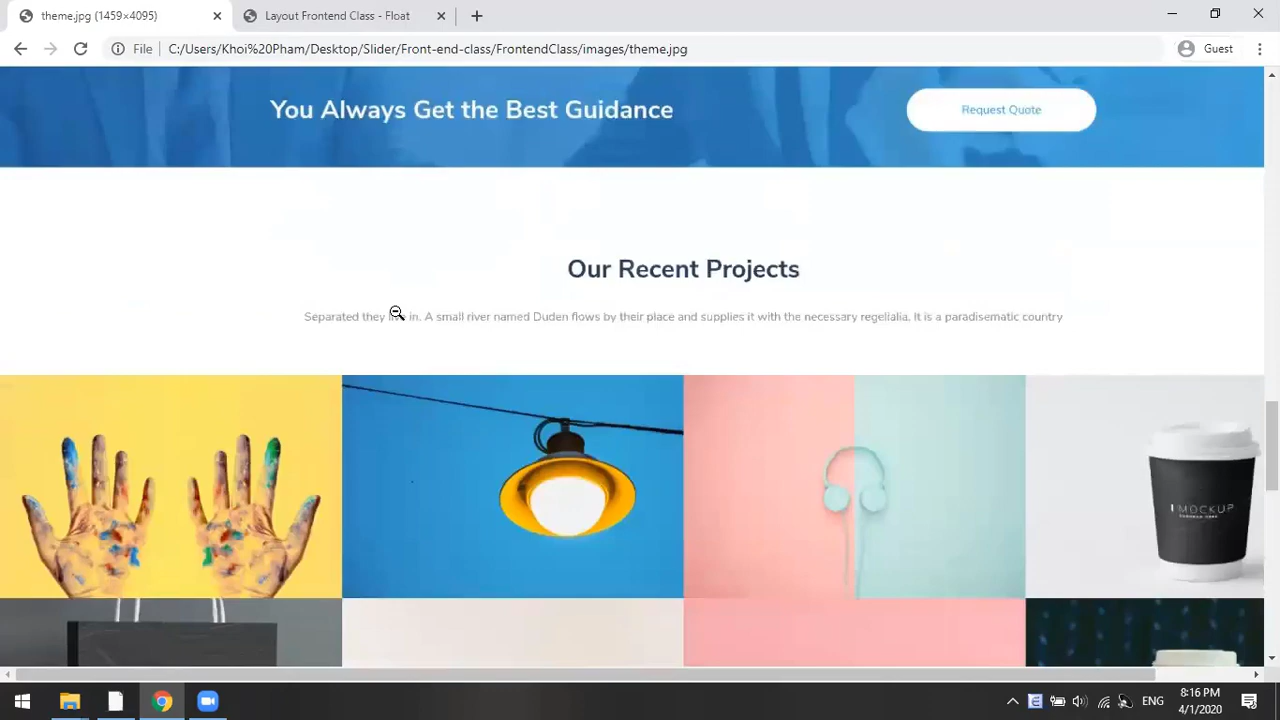 theme.jpg (1459×4095)
Layout Frontend Class - Float
File
C:/Users/Khoi%20Pham/Desktop/Slider/Front-end-class/FrontendClass/images/theme.jpg
Guest
You Always Get the Best Guidance
Request Quote
Our Recent Projects
Separated they in. A small river named Duden flows by their place and supplies it with the necessary regelialia. It is a paradisematic country
MOCKUP
ENG
8:16 PM
4/1/2020